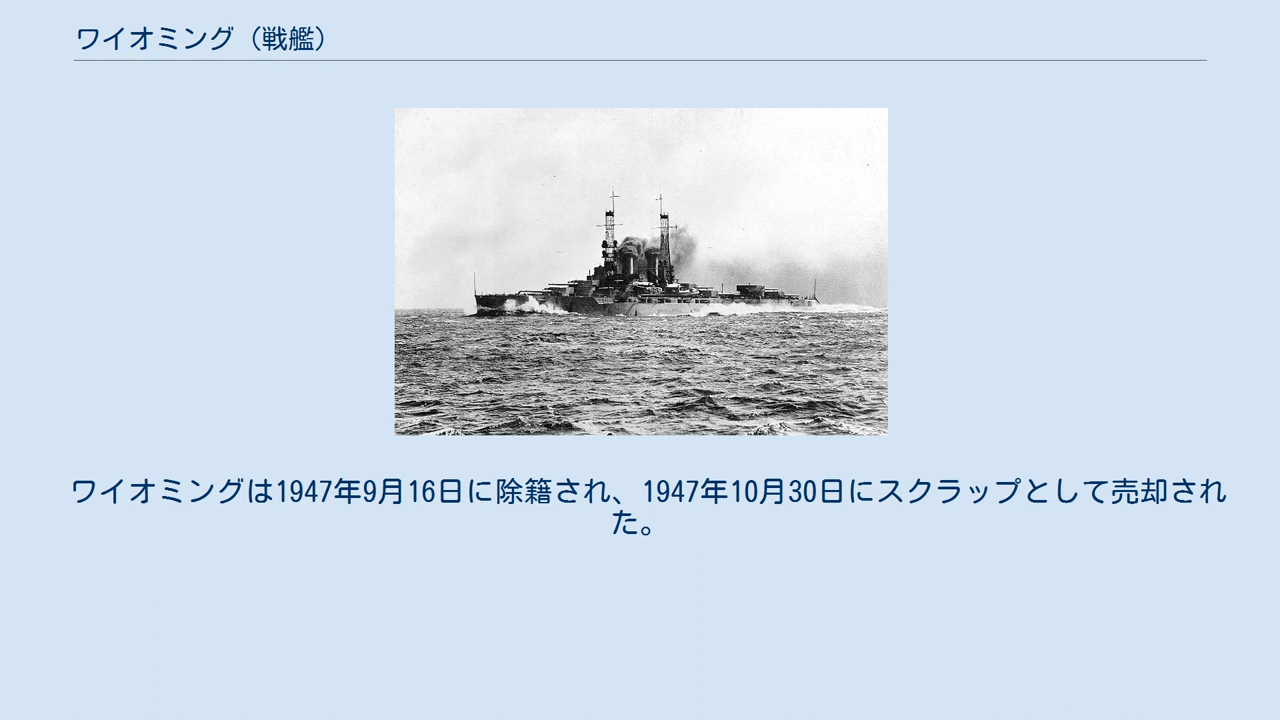 ワイオミング（戦艦）
ワイオミングは1947年9月16日に除籍され、1947年10月30日にスクラップとして売却され
た。